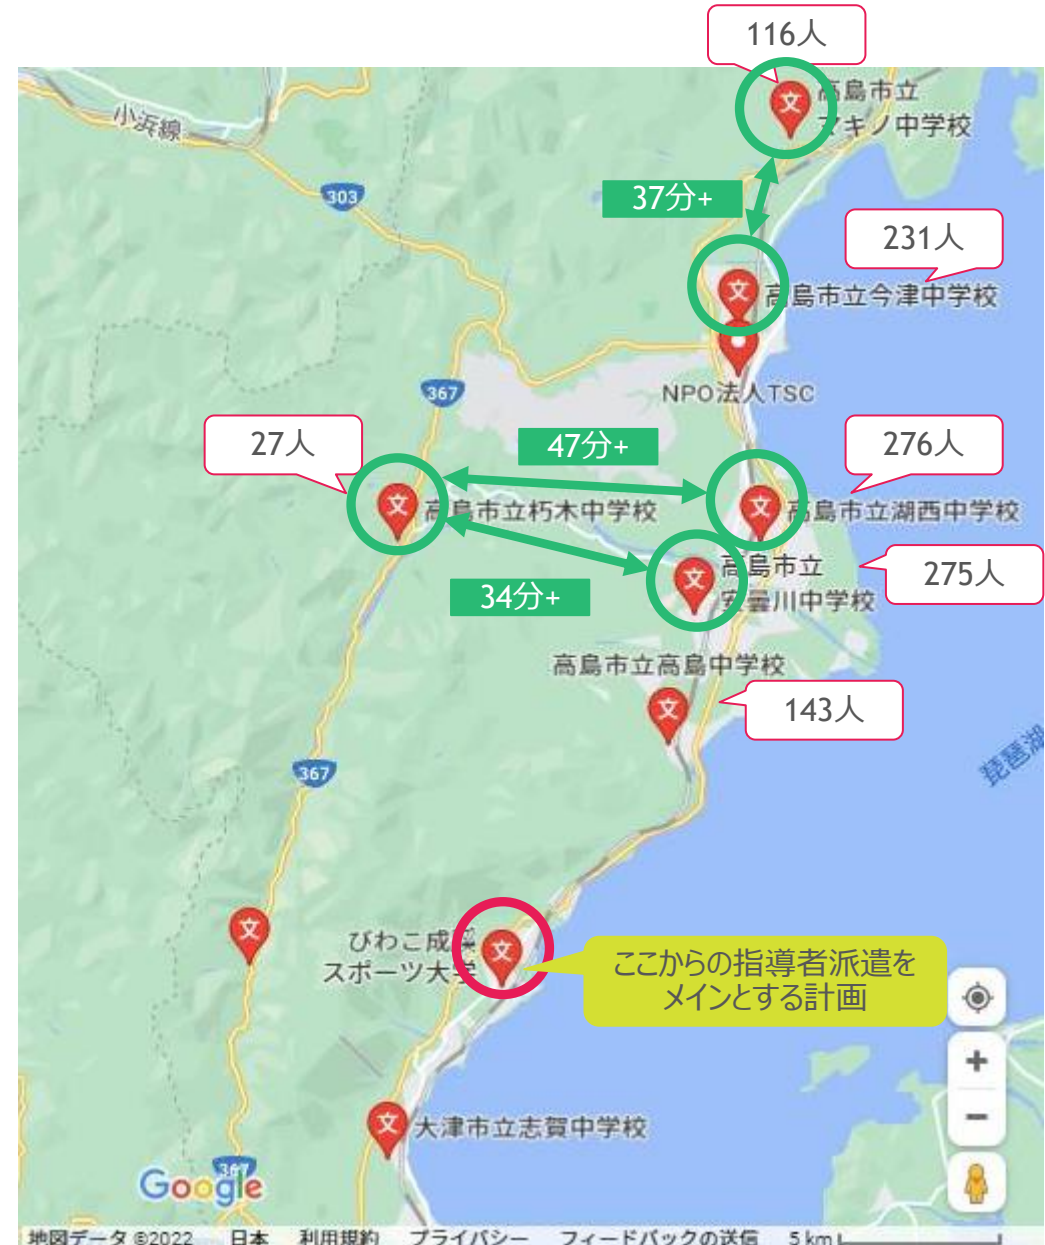 116人
高島市立
マキノ中学校
小浜線
303
37分+
231人
高島市立今津中学校
NPO法人TSC
367
27人
47分+
276人
高島市立朽木中学校
高島市立湖西中学校
34分+
高島市立
安曇川中学校
275人
高島市立高島中学校
143人
琵琶湖
367
びわこ成蹊
スポーツ大学
ここからの指導者派遣を
メインとする計画
大津市立志賀中学校
367
Google
地図データ ©2022 日本 利用規約 プライバシー フィードバックの送信 5 km